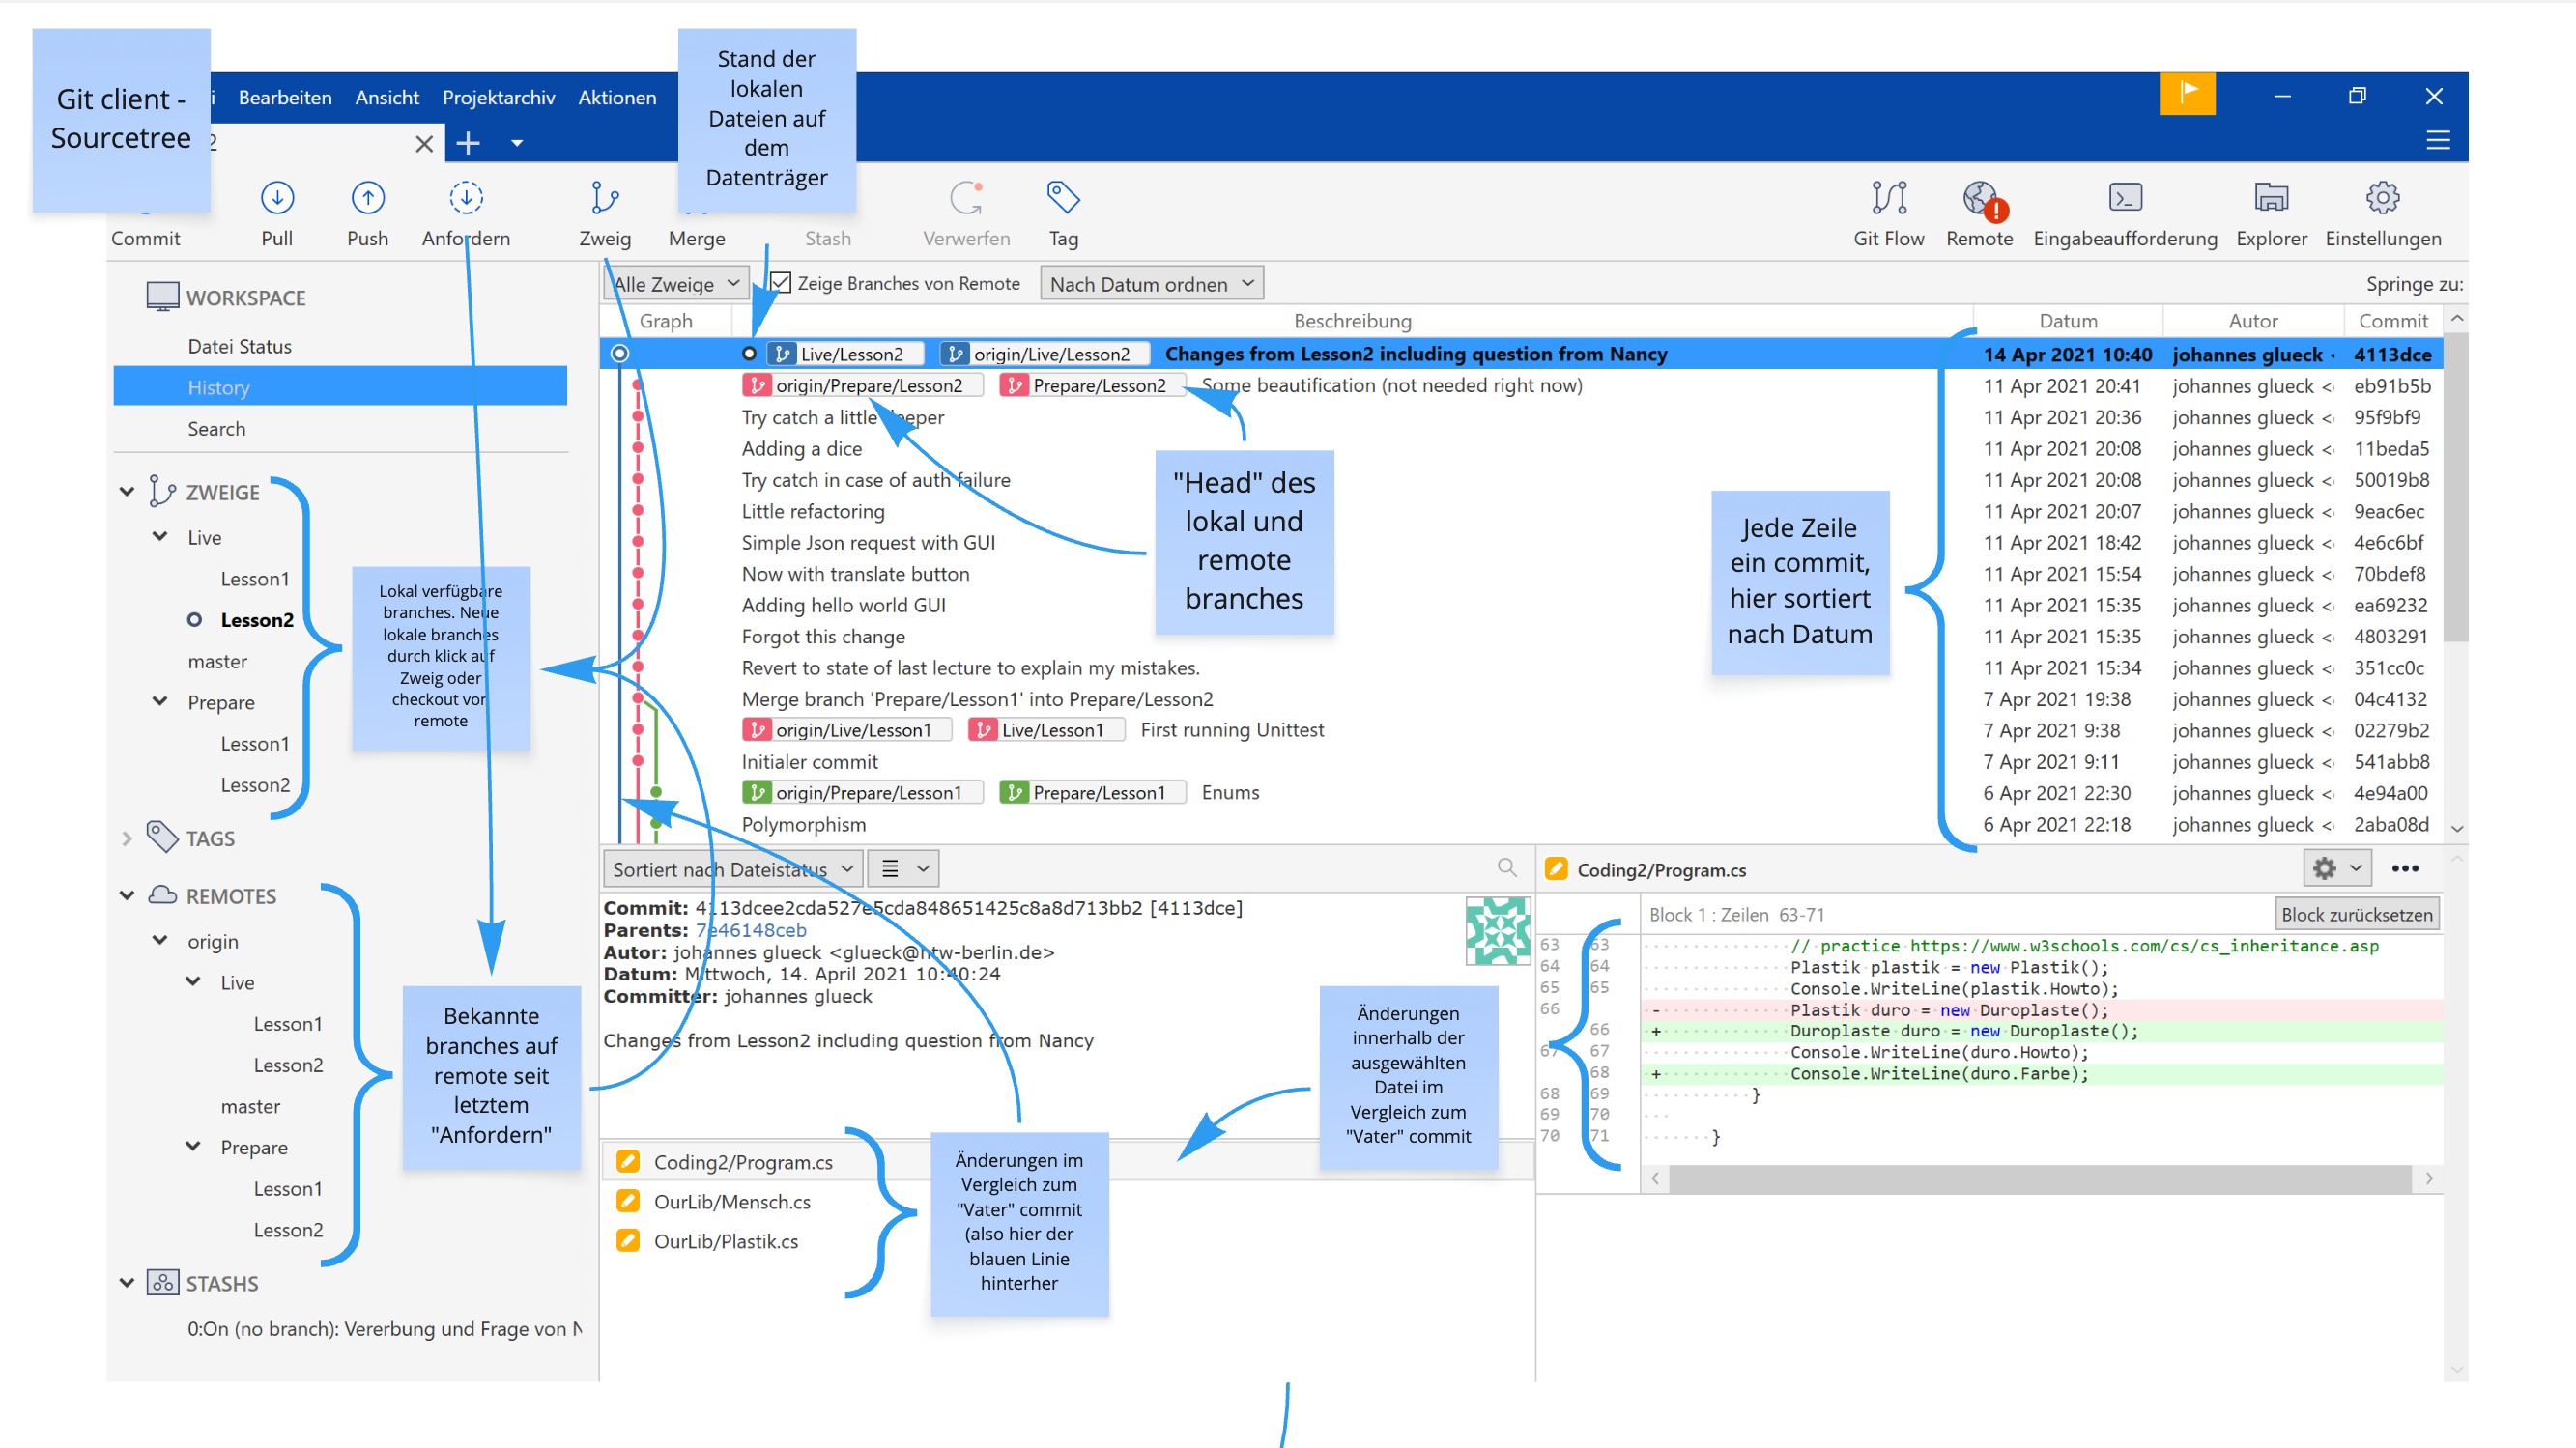 Git client -
Sourcetree
Stand der
lokalen
Dateien auf
dem
Datenträger
i Bearbeiten Ansicht Projektarchiv Aktionen
2
Commit Pull Push Anfordern Zweig Merge Stash Verwerfen Tag Git Flow Remote Eingabeaufforderung Explorer Einstellungen
Alle Zweige Zeige Branches von Remote Nach Datum ordnen Springe zu:
Graph Beschreibung Datum Autor Commit
Live/Lesson2 origin/Live/Lesson2 Changes from Lesson2 including question from Nancy 14 Apr 2021 10:40 johannes glueck < 4113dce
origin/Prepare/Lesson2 Prepare/Lesson2 Some beautification (not needed right now) 11 Apr 2021 20:41 johannes glueck < eb91b5b
Try catch a little deeper 11 Apr 2021 20:36 johannes glueck < 95f9bf9
Adding a dice 11 Apr 2021 20:08 johannes glueck < 11beda5
Try catch in case of auth failure 11 Apr 2021 20:08 johannes glueck < 50019b8
Little refactoring 11 Apr 2021 20:07 johannes glueck < 9eac6ec
Simple Json request with GUI 11 Apr 2021 18:42 johannes glueck < 4e6c6bf
Now with translate button 11 Apr 2021 15:54 johannes glueck < 70bdef8
Adding hello world GUI 11 Apr 2021 15:35 johannes glueck < ea69232
Forgot this change 11 Apr 2021 15:35 johannes glueck < 4803291
Revert to state of last lecture to explain my mistakes. 11 Apr 2021 15:34 johannes glueck < 351cc0c
Merge branch 'Prepare/Lesson1' into Prepare/Lesson2 7 Apr 2021 19:38 johannes glueck < 04c4132
origin/Live/Lesson1 Live/Lesson1 First running Unittest 7 Apr 2021 9:38 johannes glueck < 02279b2
Initialer commit 7 Apr 2021 9:11 johannes glueck < 541abb8
origin/Prepare/Lesson1 Prepare/Lesson1 Enums 6 Apr 2021 22:30 johannes glueck < 4e94a00
Polymorphism 6 Apr 2021 22:18 johannes glueck < 2aba08d
"Head" des
lokal und
remote
branches
Jede Zeile
ein commit,
hier sortiert
nach Datum
WORKSPACE
Datei Status
History
Search
ZWEIGE
Live
Lesson1
Lesson2
master
Prepare
Lesson1
Lesson2
TAGS
REMOTES
origin
Live
Lesson1
Lesson2
master
Prepare
Lesson1
Lesson2
STASHS
0:On (no branch): Vererbung und Frage von N
Lokal verfügbare
branches. Neue
lokale branches
durch klick auf
Zweig oder
checkout von
remote
Bekannte
branches auf
remote seit
letztem
"Anfordern"
Sortiert nach Dateistatus
Commit: 4113dcee2cda527e5cda848651425c8a8d713bb2 [4113dce]
Parents: 7e46148ceb
Autor: johannes glueck <glueck@htw-berlin.de>
Datum: Mittwoch, 14. April 2021 10:40:24
Committer: johannes glueck
Changes from Lesson2 including question from Nancy
Coding2/Program.cs
OurLib/Mensch.cs
OurLib/Plastik.cs
Änderungen im
Vergleich zum
"Vater" commit
(also hier der
blauen Linie
hinterher
Änderungen
innerhalb der
ausgewählten
Datei im
Vergleich zum
"Vater" commit
Coding2/Program.cs
Block 1 : Zeilen 63-71 Block zurücksetzen
63 63 // practice https://www.w3schools.com/cs/cs_inheritance.asp
64 64 Plastik plastik = new Plastik();
65 65 Console.WriteLine(plastik.Howto);
66 - Plastik duro = new Duroplaste();
66 + Duroplaste duro = new Duroplaste();
67 67 Console.WriteLine(duro.Howto);
68 + Console.WriteLine(duro.Farbe);
68 69 }
69 70
70 71 }